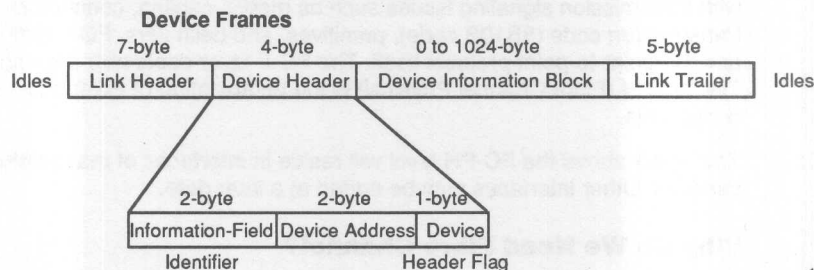 Device Frames
7-byte 4-byte 0 to 1024-byte 5-byte
Idles Link Header Device Header Device Information Block Link Trailer Idles
2-byte 2-byte 1-byte
Information-Field Device Address Device
Identifier Header Flag